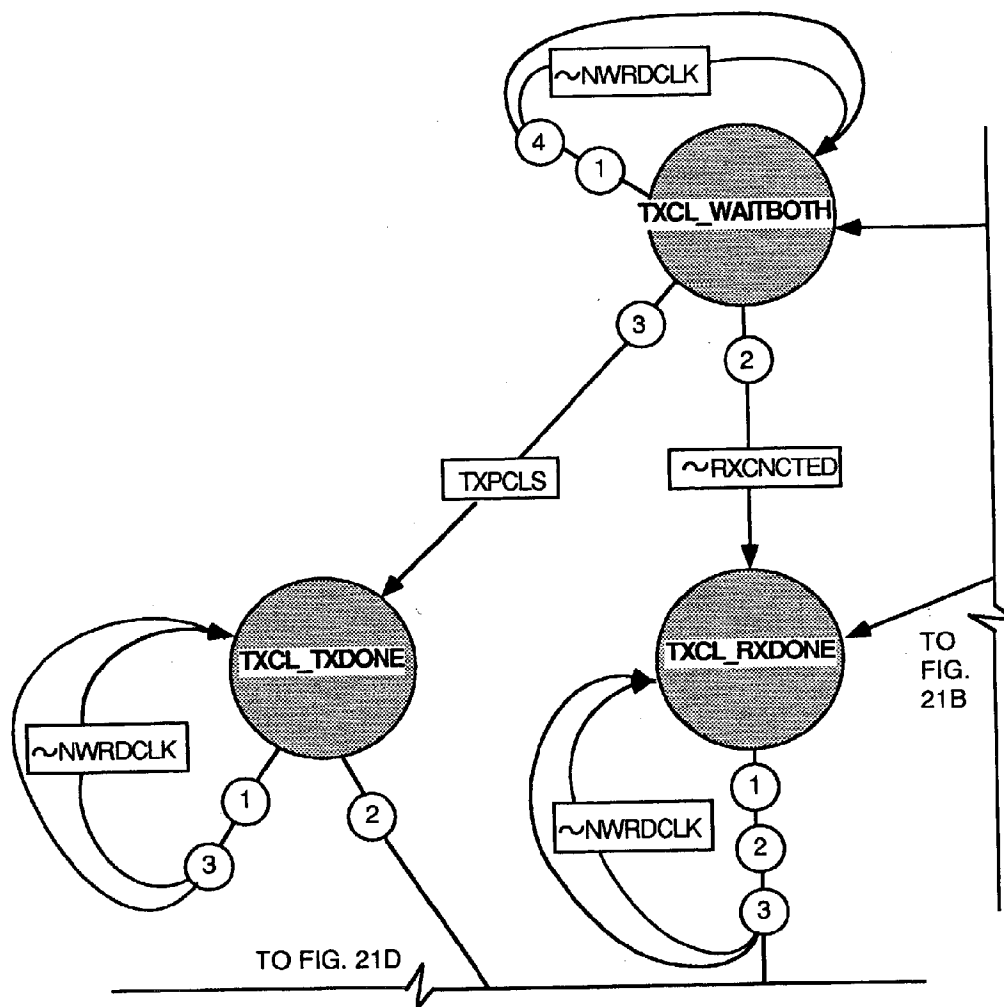 ~NWRDCLK
4
1
TXCL_WAITBOTH
3
2
TXPCLS
~RXCNCTED
TXCL_TXDONE
TXCL_RXDONE
TO
FIG.
21B
~NWRDCLK
1
2
3
~NWRDCLK
1
2
3
TO FIG. 21D